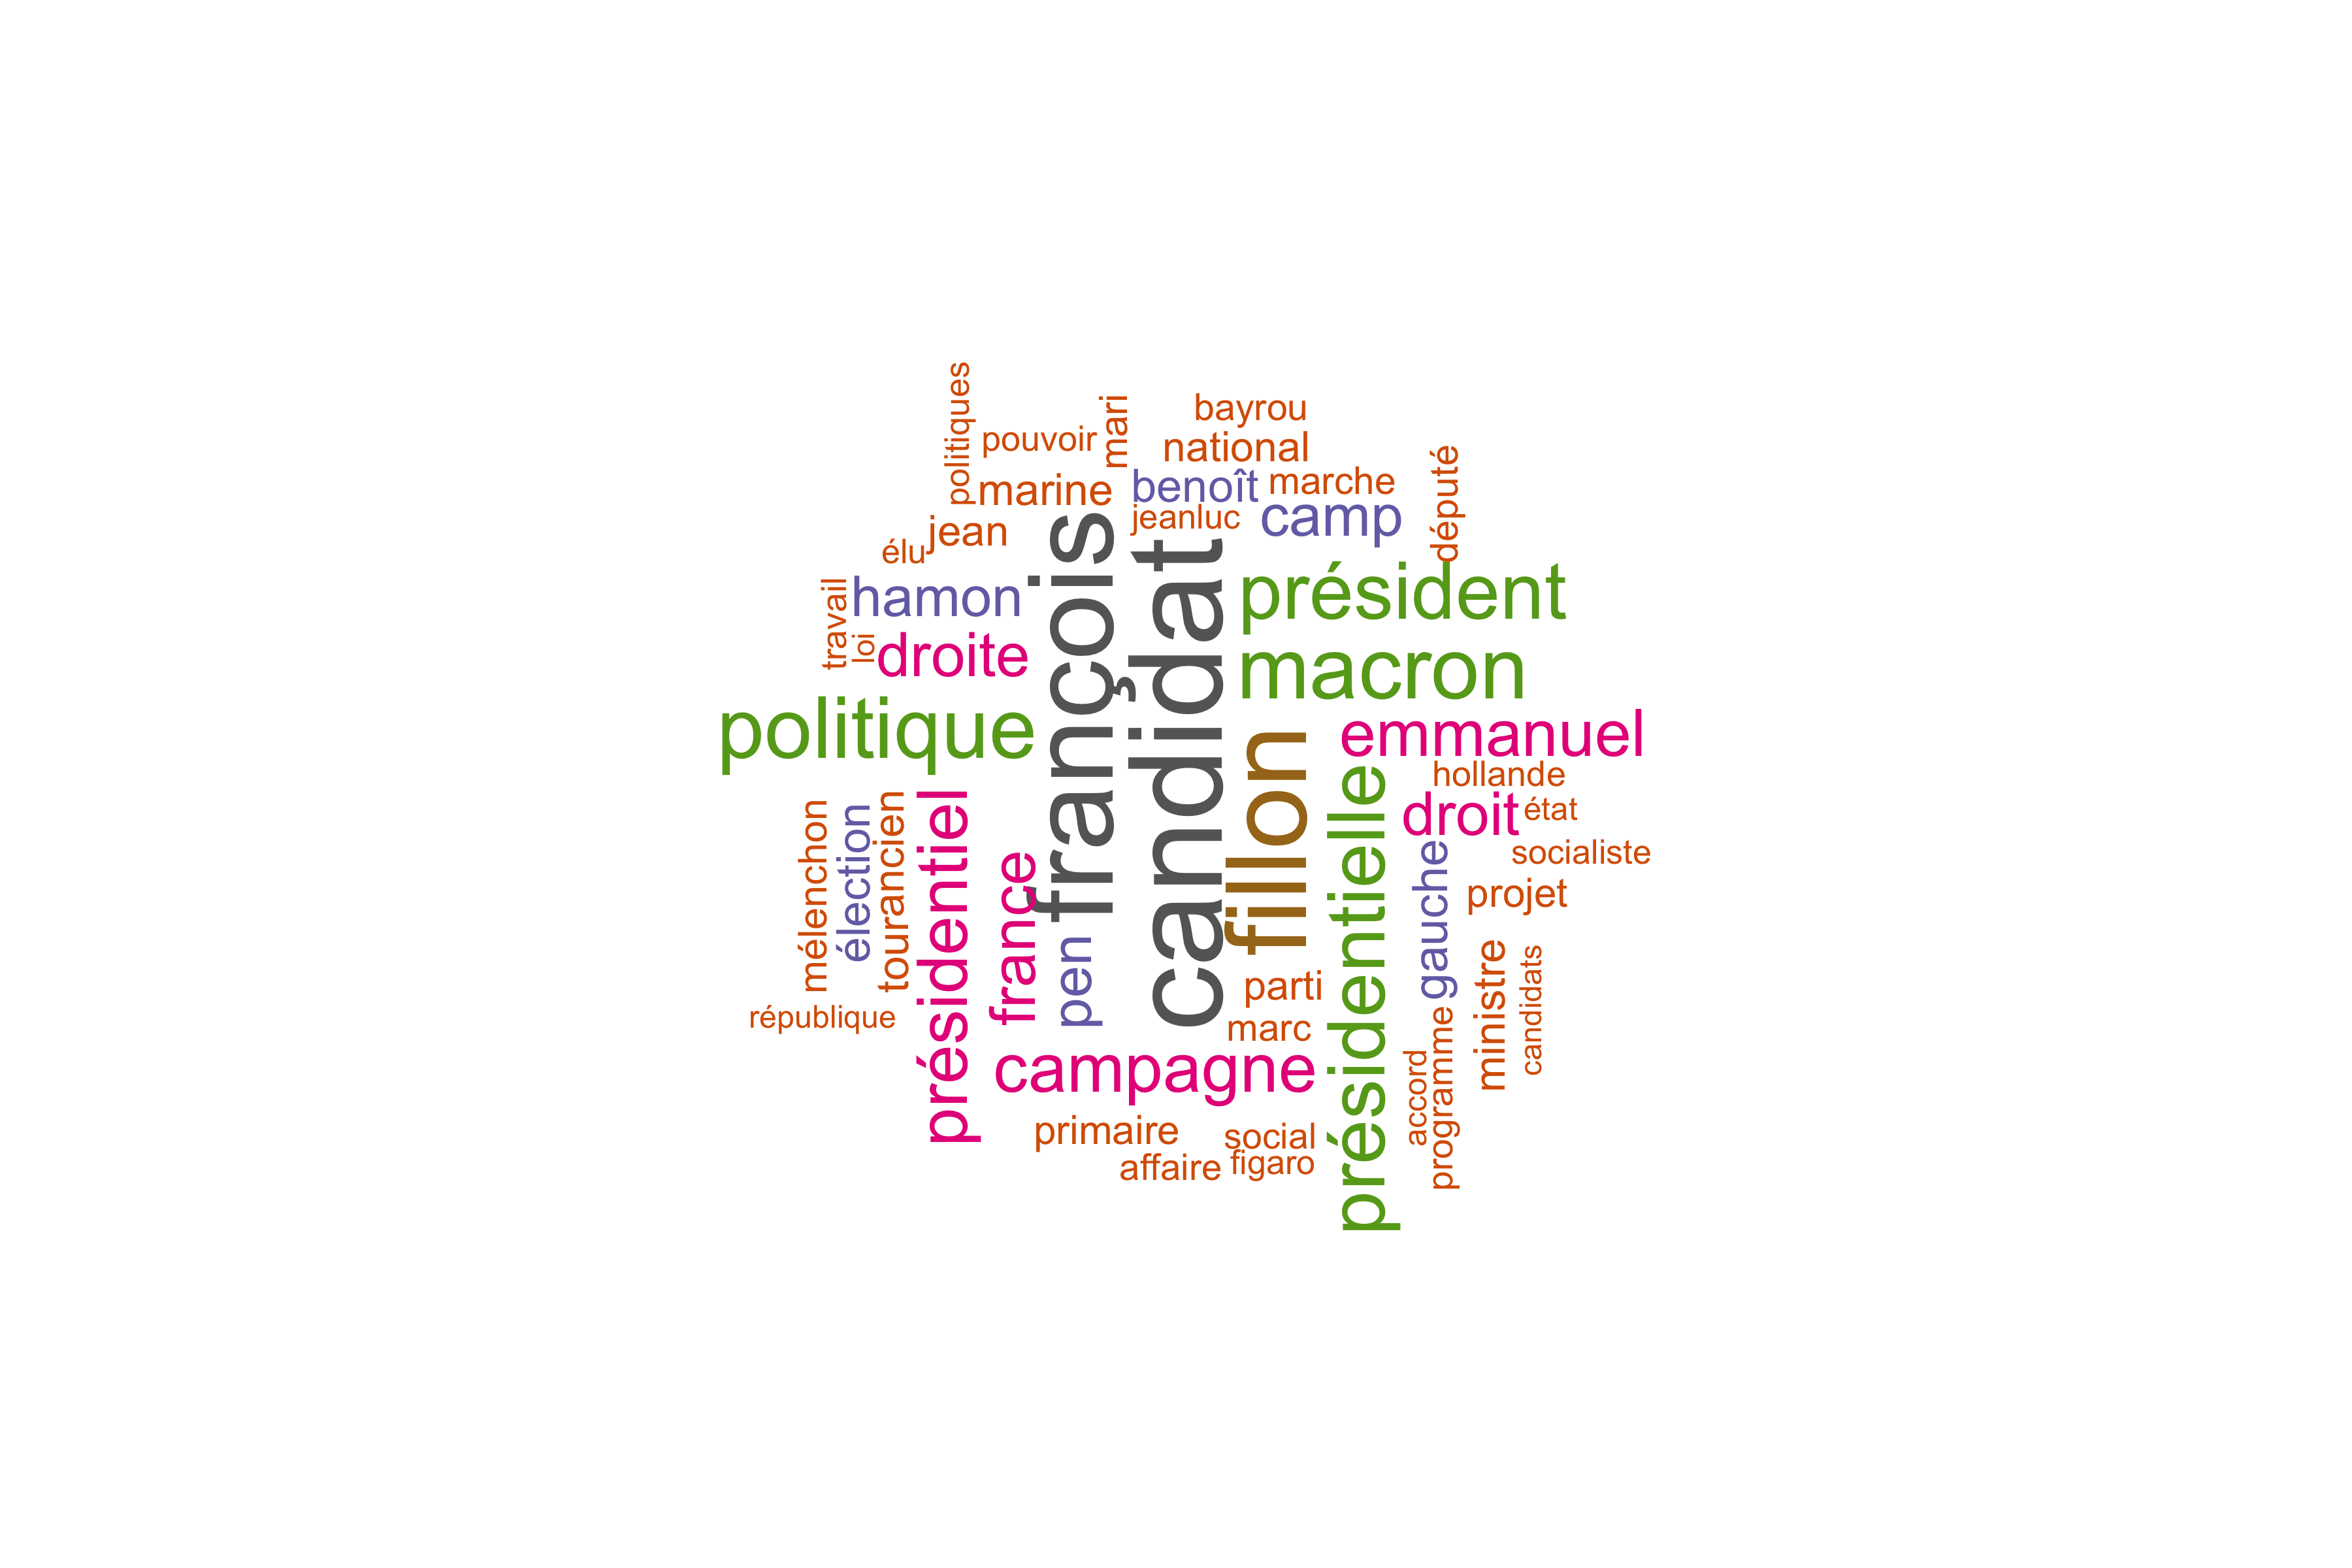 politiques
pouvoir
mari
bayrou
national
marine
benoît
marche
député
jean
jeanluc
camp
élu
travail
hamon
loi
droite
françois
candidat
président
macron
politique
fillon
emmanuel
hollande
mélenchon
élection
tourancien
présidentiel
france
pen
présidentielle
droit
état
gauche
socialiste
projet
parti
ministre
candidats
république
marc
campagne
accord
programme
primaire
social
affaire
figaro